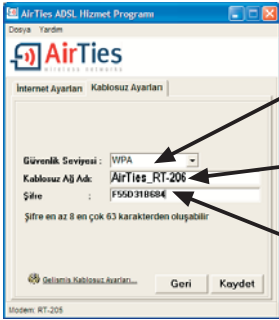 AirTies ADSL Hizmet Programı
Dosya Yardım
AirTies
wireless networks
İnternet Ayarları Kablosuz Ayarları
Güvenlik Seviyesi : WPA
Kablosuz Ağ Adı: AirTies_RT-206
Şifre : F55D31B684
Şifre en az 8 en çok 63 karakterden oluşabilir
Gelismis Kablosuz Ayarları...
Geri Kaydet
Modem: RT-205